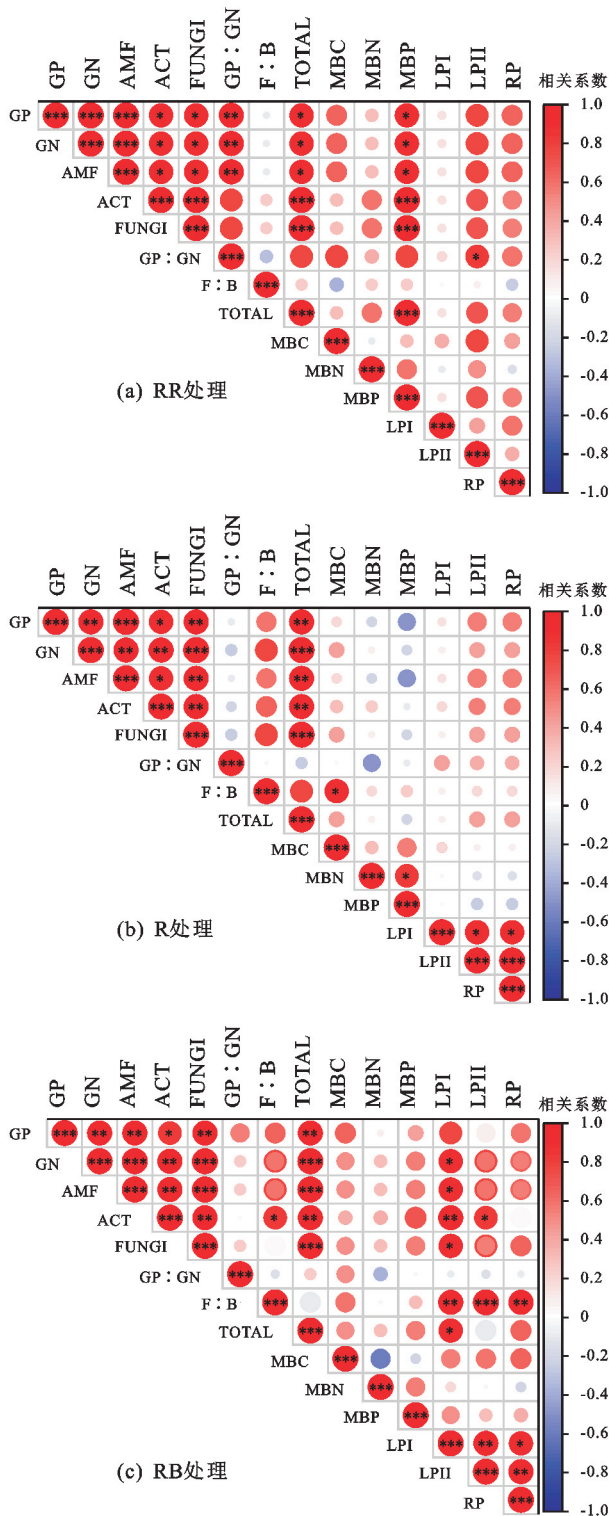 GP GN AMF ACT FUNGI GP：GN F：B TOTAL MBC MBN MBP LPI LPII RP
相关系数
GP *** *** *** * * ** * *
GN *** *** * * ** * *
AMF *** * * ** * *
ACT *** *** *** ***
FUNGI *** *** ***
GP：GN *** *
F：B ***
TOTAL *** ***
MBC ***
MBN ***
MBP ***
LPI ***
LPII ***
RP ***
(a) RR处理
1.0
0.8
0.6
0.4
0.2
0
-0.2
-0.4
-0.6
-0.8
-1.0
GP GN AMF ACT FUNGI GP：GN F：B TOTAL MBC MBN MBP LPI LPII RP
相关系数
GP *** ** *** * ** **
GN *** ** ** *** ***
AMF *** * ** **
ACT *** ** **
FUNGI *** ***
GP：GN ***
F：B *** *
TOTAL ***
MBC ***
MBN *** *
MBP ***
LPI *** * *
LPII *** ***
RP ***
(b) R处理
1.0
0.8
0.6
0.4
0.2
0
-0.2
-0.4
-0.6
-0.8
-1.0
GP GN AMF ACT FUNGI GP：GN F：B TOTAL MBC MBN MBP LPI LPII RP
相关系数
GP *** ** ** * ** **
GN *** *** ** *** *** *
AMF *** ** *** *** *
ACT *** ** * ** ** *
FUNGI *** *** *
GP：GN ***
F：B *** ** *** **
TOTAL *** *
MBC ***
MBN ***
MBP ***
LPI *** ** *
LPII *** **
RP ***
(c) RB处理
1.0
0.8
0.6
0.4
0.2
0
-0.2
-0.4
-0.6
-0.8
-1.0